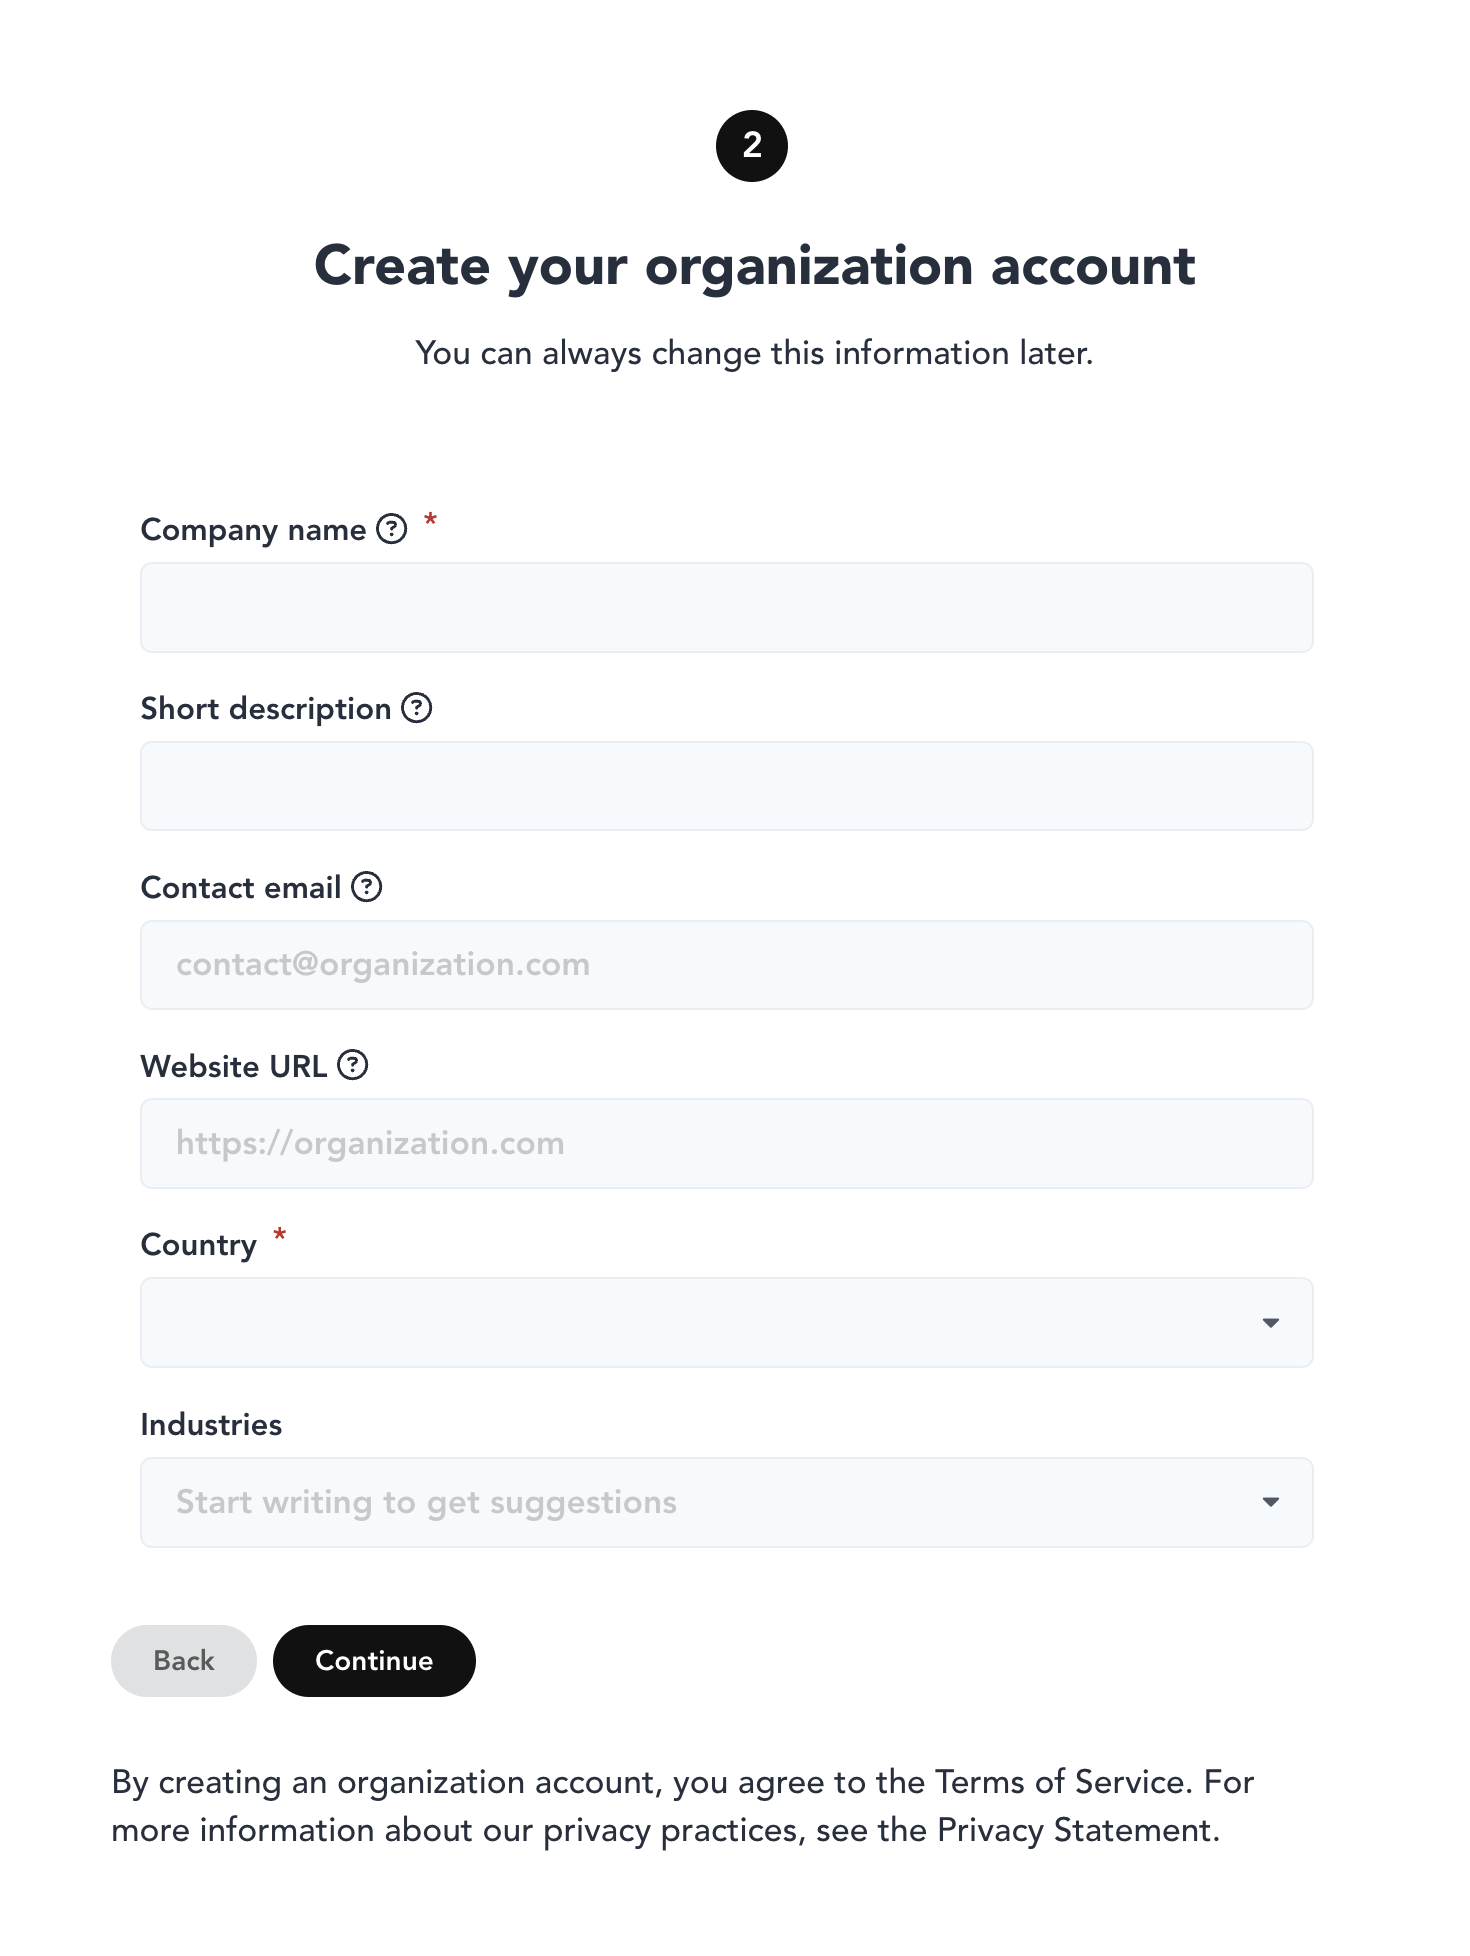 2
Create your organization account
You can always change this information later.
Company name ? *
Short description ?
Contact email ?
contact@organization.com
Website URL ?
https://organization.com
Country *
Industries
Start writing to get suggestions
Back Continue
By creating an organization account, you agree to the Terms of Service. For
more information about our privacy practices, see the Privacy Statement.